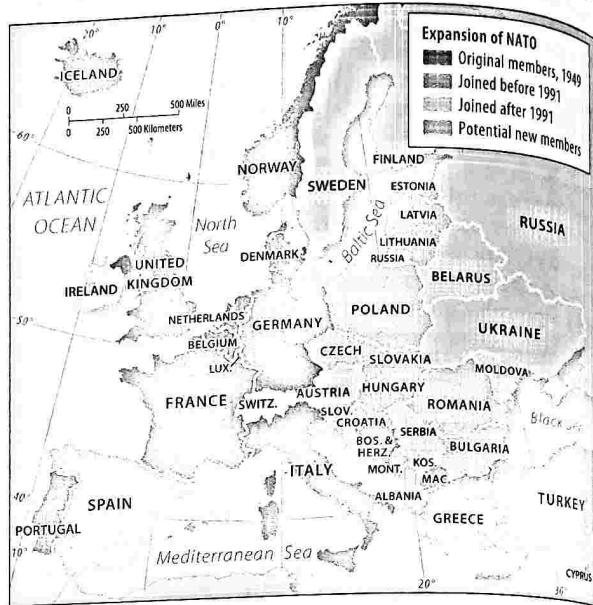 20°
10°
0°
10°
Expansion of NATO
Original members, 1949
Joined before 1991
Joined after 1991
Potential new members
ICELAND
0 250 500 Miles
0 250 500 Kilometers
60°
NORWAY
FINLAND
SWEDEN
ESTONIA
ATLANTIC
OCEAN
North
Sea
Baltic Sea
LATVIA
RUSSIA
LITHUANIA
DENMARK
RUSSIA
UNITED
KINGDOM
BELARUS
IRELAND
POLAND
NETHERLANDS
GERMANY
50°
BELGIUM
UKRAINE
CZECH
LUX.
SLOVAKIA
MOLDOVA
AUSTRIA
HUNGARY
FRANCE
SWITZ.
SLOV.
ROMANIA
CROATIA
Black
BOS. &
HERZ.
SERBIA
BULGARIA
ITALY
MONT.
KOS.
MAC.
40°
SPAIN
ALBANIA
TURKEY
PORTUGAL
GREECE
10°
Mediterranean Sea
0°
10°
20°
CYPRUS